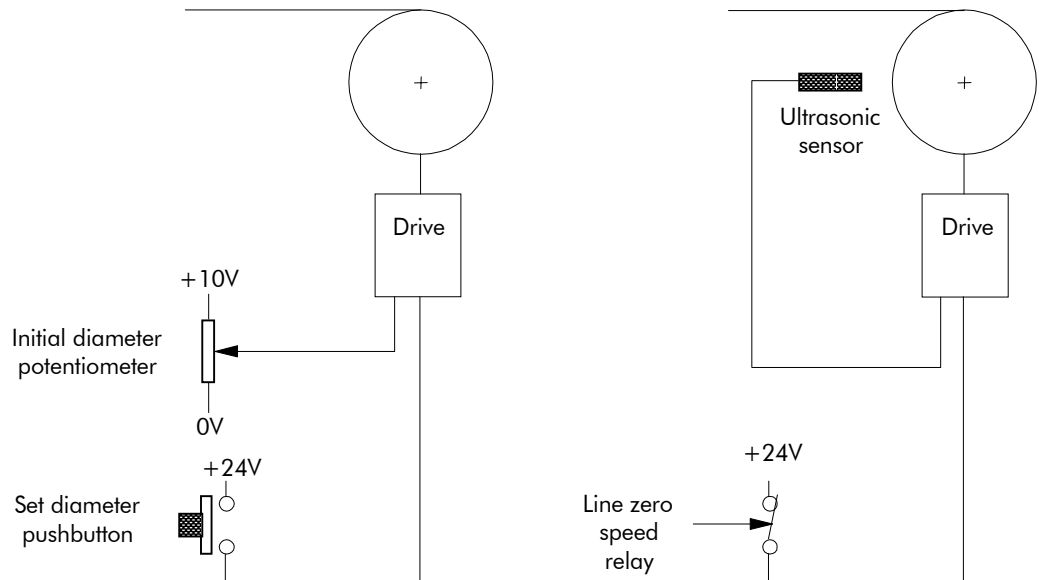 Drive
+10V
Initial diameter
potentiometer
0V
+24V
Set diameter
pushbutton
Ultrasonic
sensor
Drive
+24V
Line zero
speed
relay